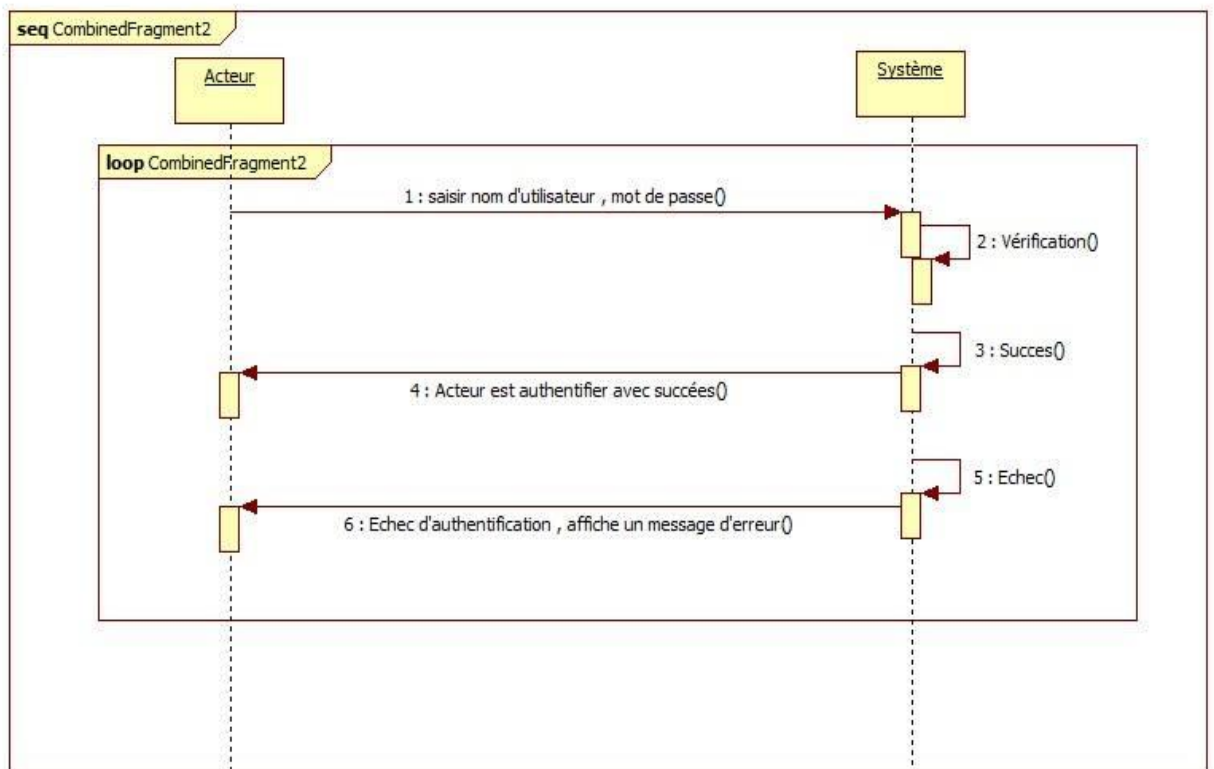 seq CombinedFragment2
Acteur
Système
loop CombinedFragment2
1 : saisir nom d'utilisateur , mot de passe()
2 : Vérification()
3 : Succes()
4 : Acteur est authentifier avec succées()
5 : Echec()
6 : Echec d'authentification , affiche un message d'erreur()